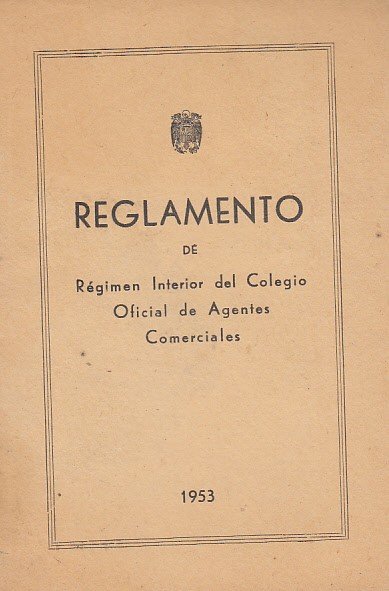 REGLAMENTO
DE
Régimen Interior del Colegio
Oficial de Agentes
Comerciales
1953